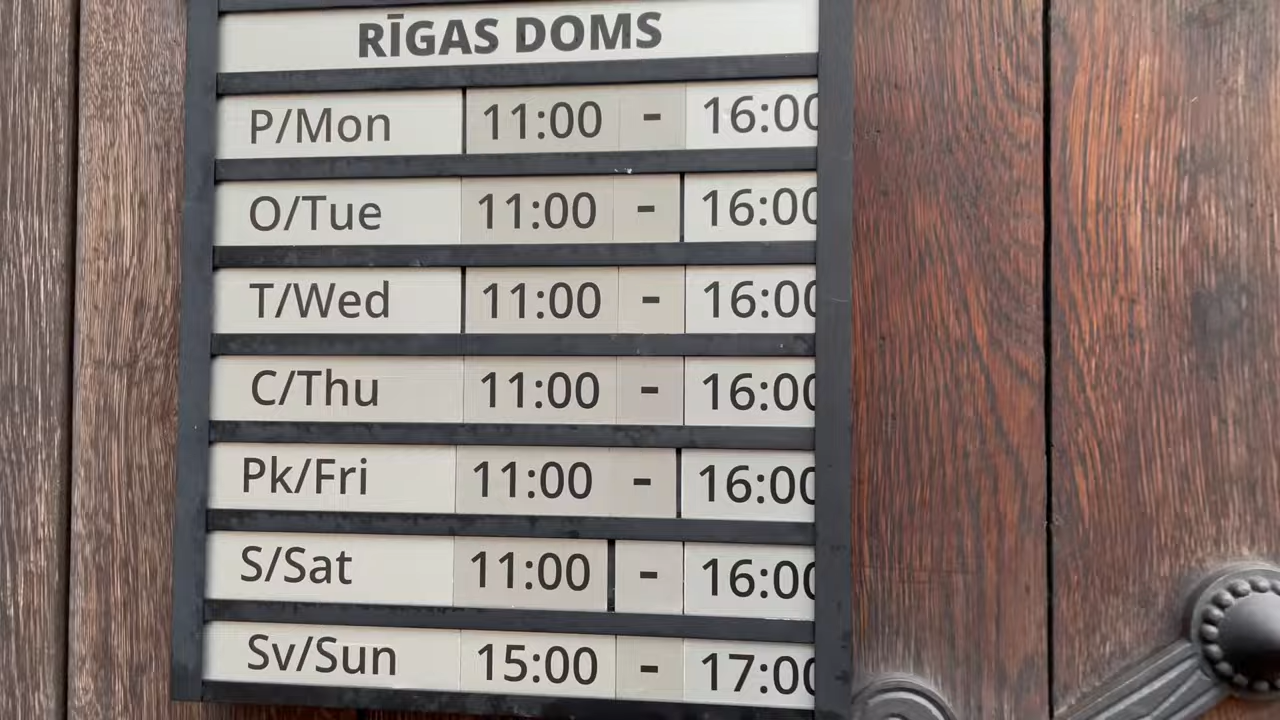 RĪGAS DOMS
P/Mon 11:00 - 16:00
O/Tue 11:00 - 16:00
T/Wed 11:00 - 16:00
C/Thu 11:00 - 16:00
Pk/Fri 11:00 - 16:00
S/Sat 11:00 - 16:00
Sv/Sun 15:00 - 17:00